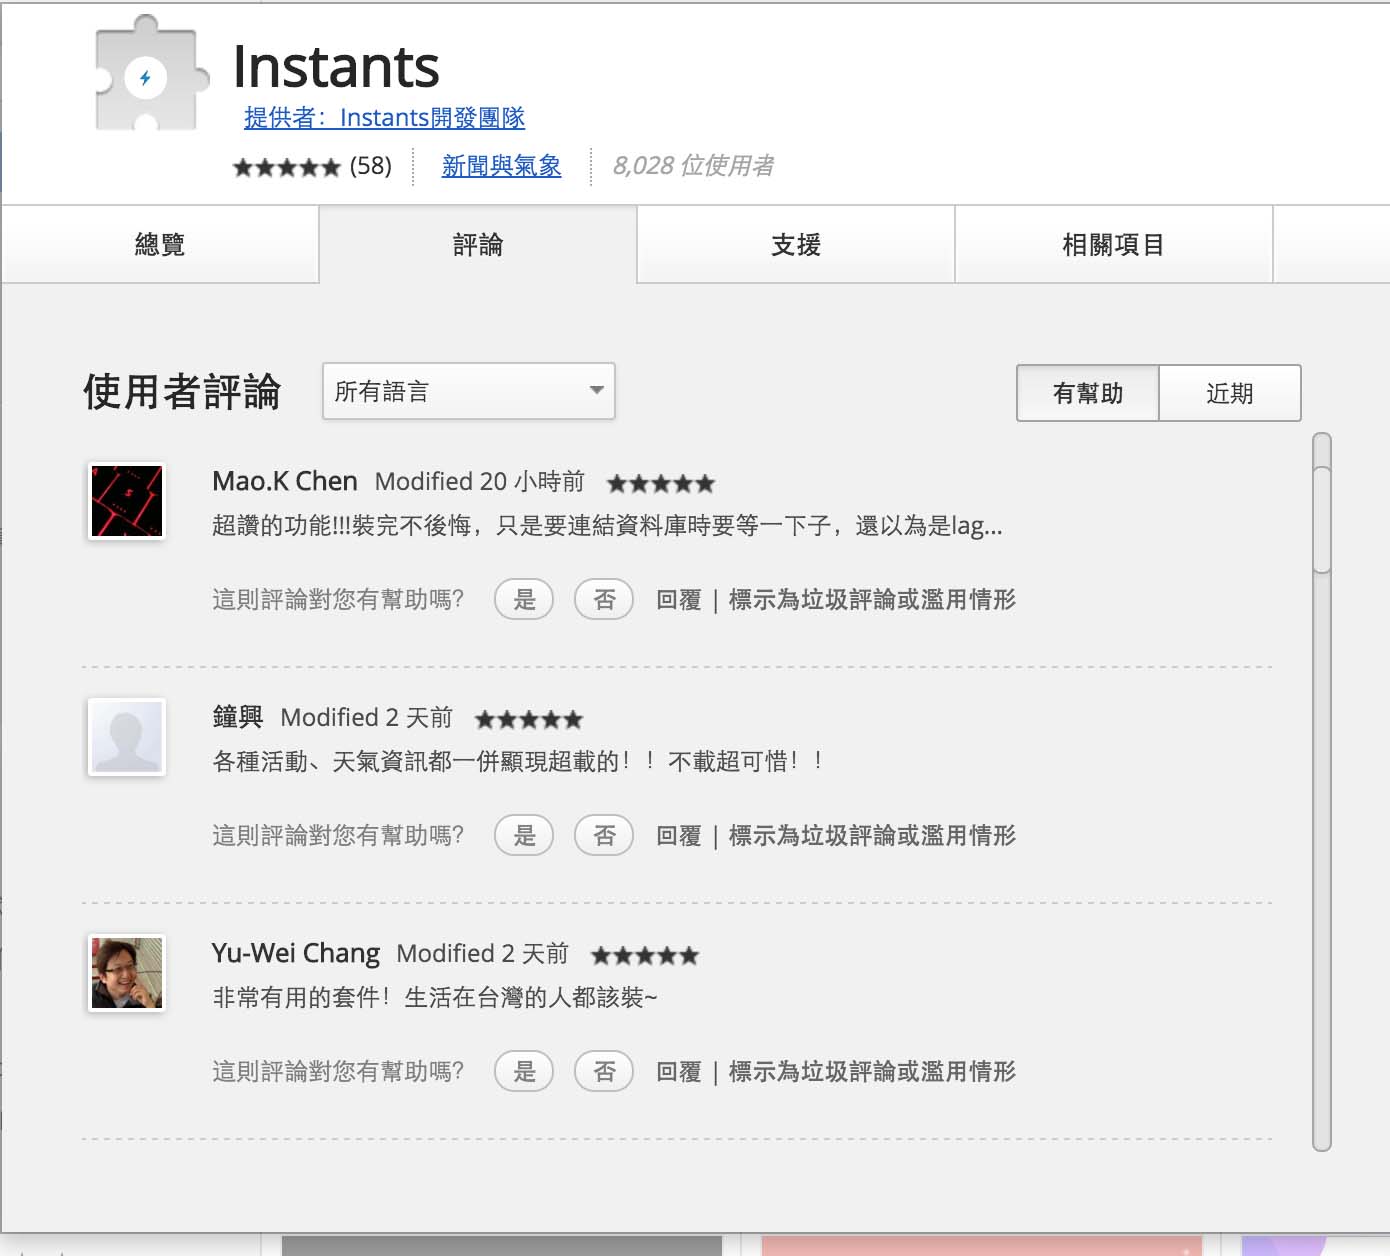 Instants
提供者：Instants開發團隊
(58) 新聞與氣象 8,028 位使用者
總覽 評論 支援 相關項目
使用者評論 所有語言 有幫助 近期
Mao.K Chen Modified 20 小時前
超讚的功能!!!裝完不後悔，只是要連結資料庫時要等一下子，還以為是lag...
這則評論對您有幫助嗎? 是 否 回覆 | 標示為垃圾評論或濫用情形
鐘興 Modified 2 天前
各種活動、天氣資訊都一併顯現超載的！！不載超可惜！！
這則評論對您有幫助嗎? 是 否 回覆 | 標示為垃圾評論或濫用情形
Yu-Wei Chang Modified 2 天前
非常有用的套件！生活在台灣的人都該裝~
這則評論對您有幫助嗎? 是 否 回覆 | 標示為垃圾評論或濫用情形